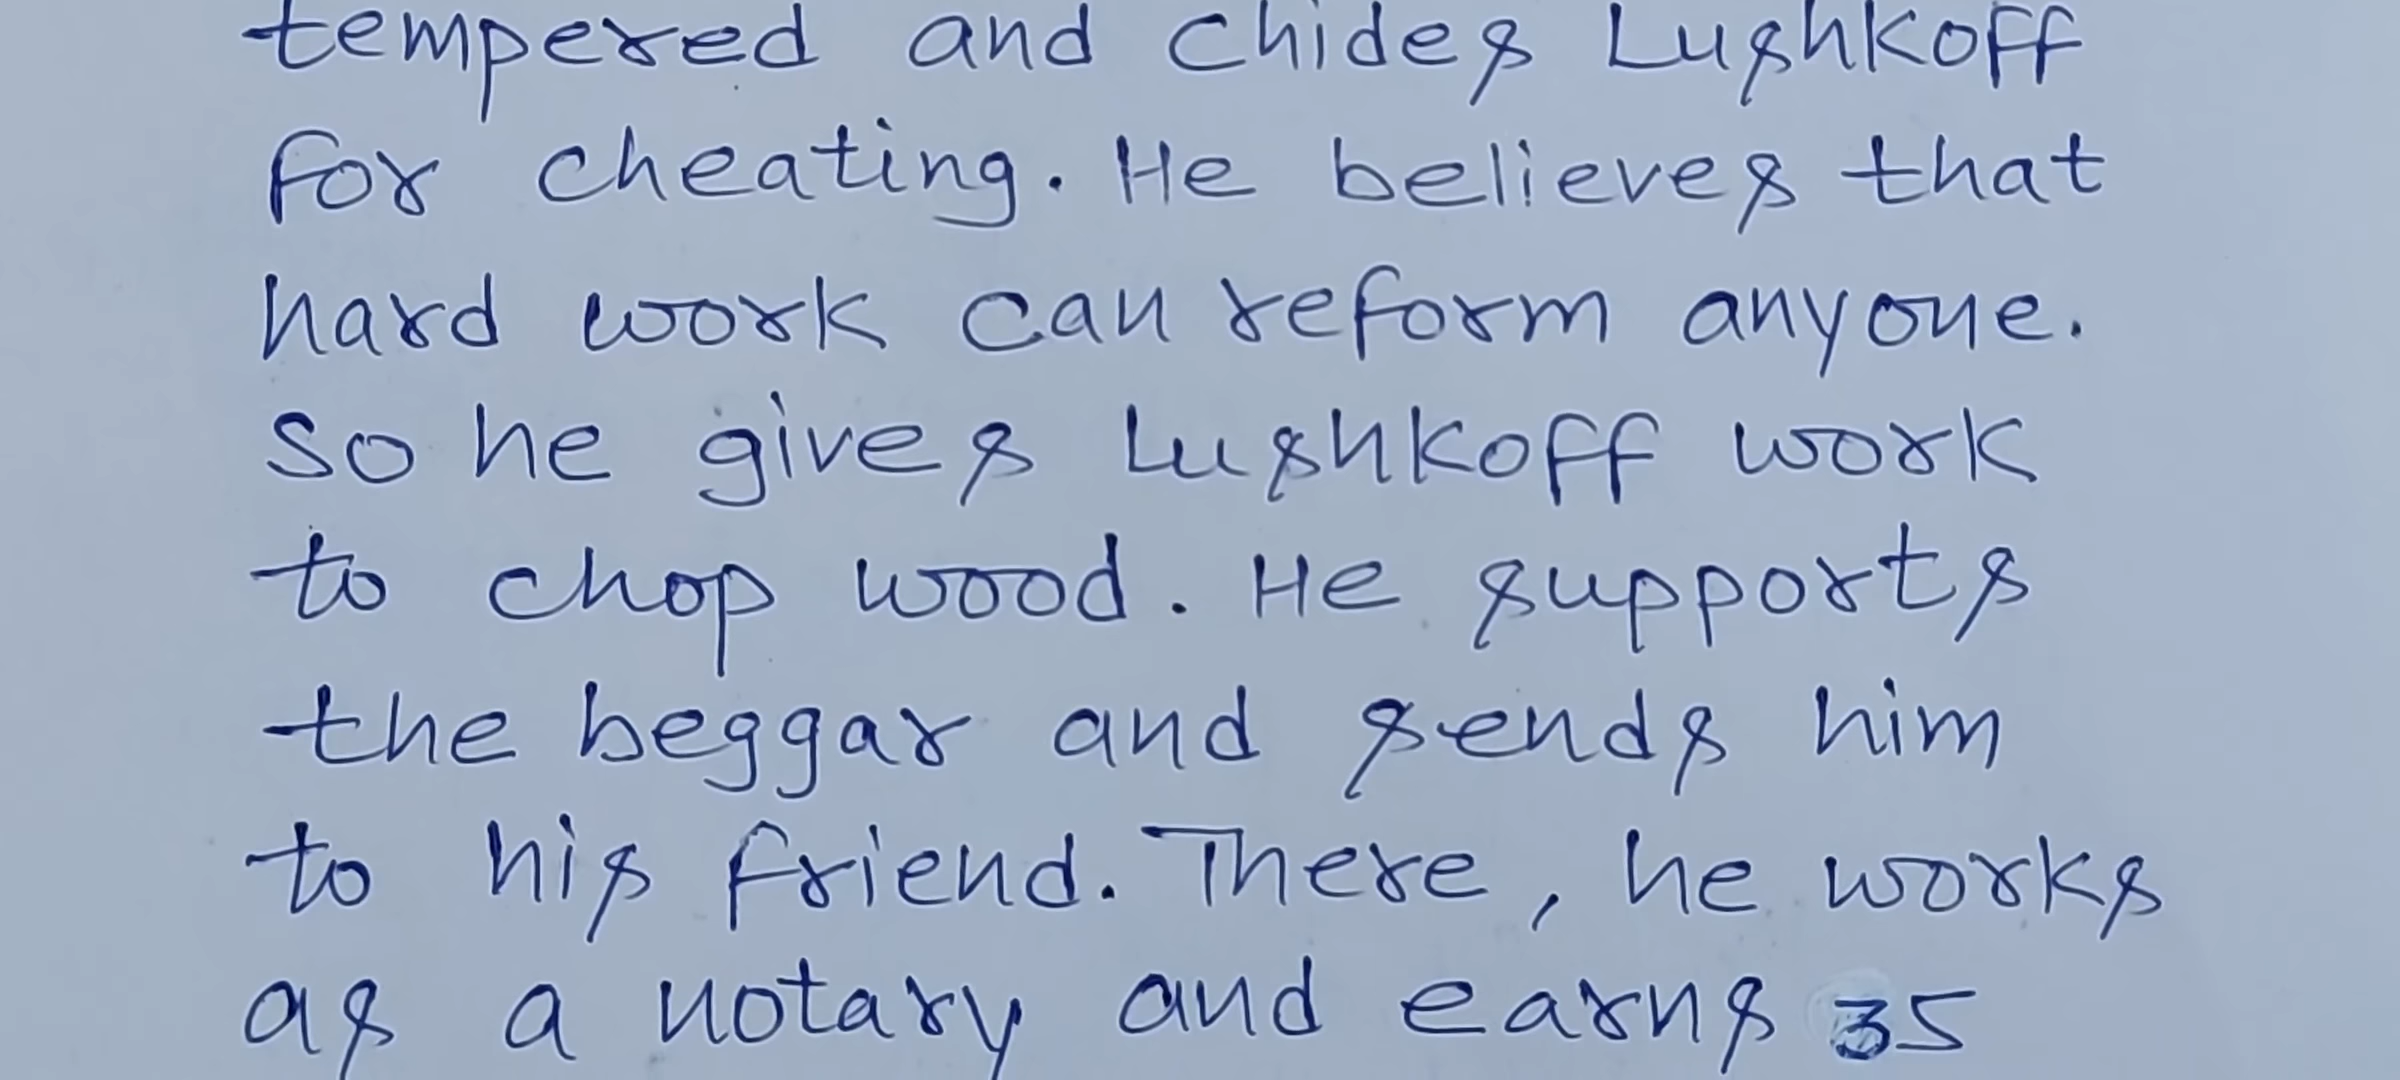 tempered and chides Lushkoff
for cheating. He believes that
hard work can reform anyone.
So he gives Lushkoff work
to chop wood. He supports
the beggar and sends him
to his friend. There, he works
as a notary and earns 35